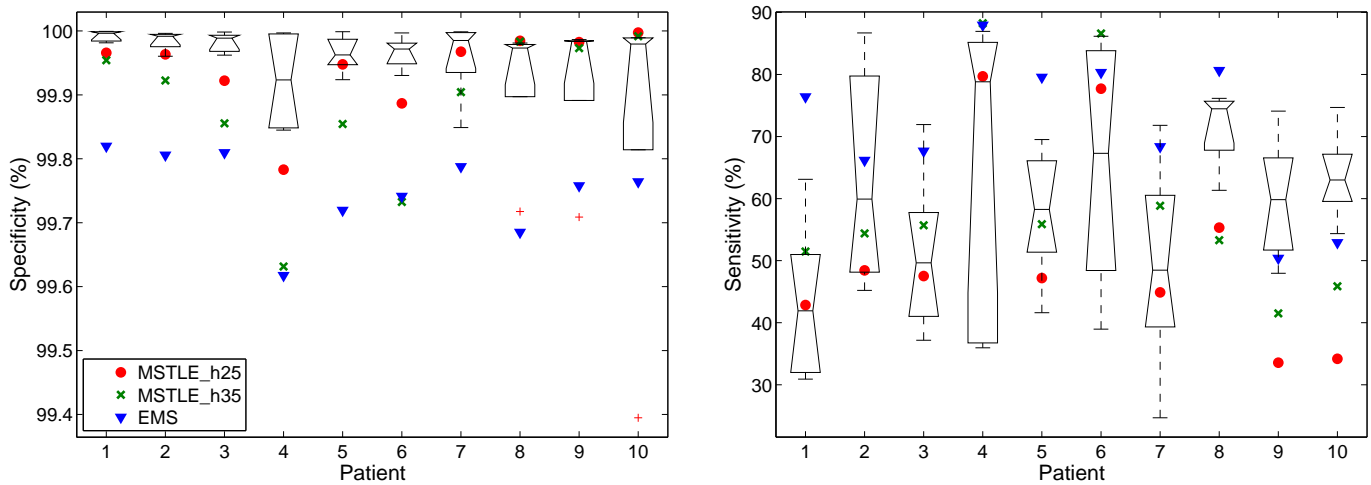 Specificity (%)
100
99.9
99.8
99.7
99.6
99.5
99.4
MSTLE_h25
MSTLE_h35
EMS
1 2 3 4 5 6 7 8 9 10
Patient
Sensitivity (%)
90
80
70
60
50
40
30
1 2 3 4 5 6 7 8 9 10
Patient